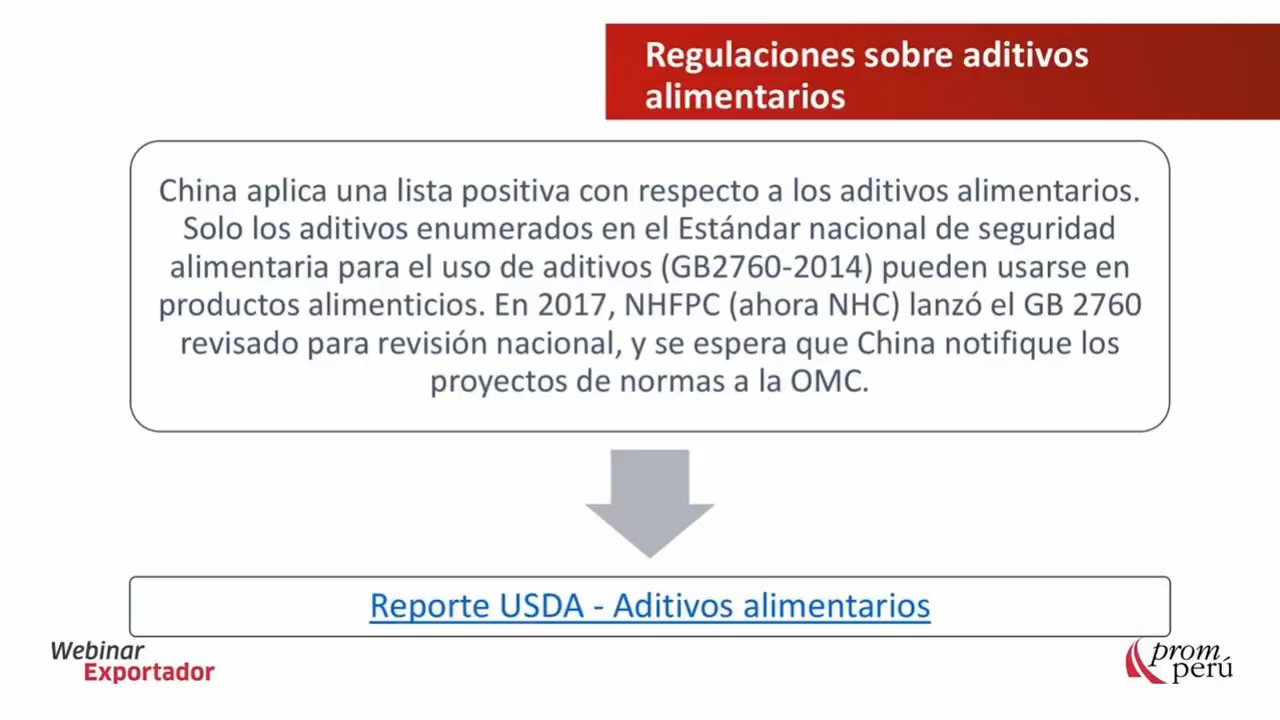 Regulaciones sobre aditivos
alimentarios
China aplica una lista positiva con respecto a los aditivos alimentarios.
Solo los aditivos enumerados en el Estándar nacional de seguridad
alimentaria para el uso de aditivos (GB2760-2014) pueden usarse en
productos alimenticios. En 2017, NHFPC (ahora NHC) lanzó el GB 2760
revisado para revisión nacional, y se espera que China notifique los
proyectos de normas a la OMC.
Reporte USDA - Aditivos alimentarios
Webinar
Exportador
prom
perú